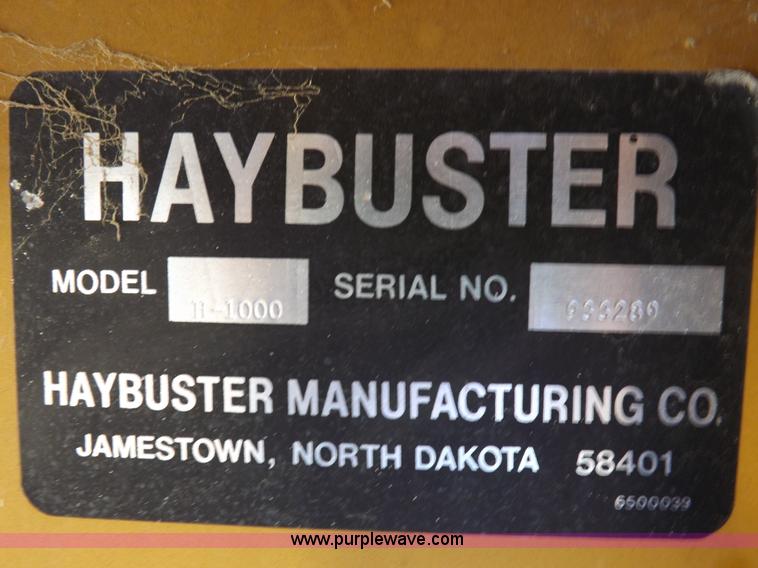 HAYBUSTER
MODEL H-1000 SERIAL NO.
HAYBUSTER MANUFACTURING CO.
JAMESTOWN, NORTH DAKOTA 58401
6500039
www.purplewave.com